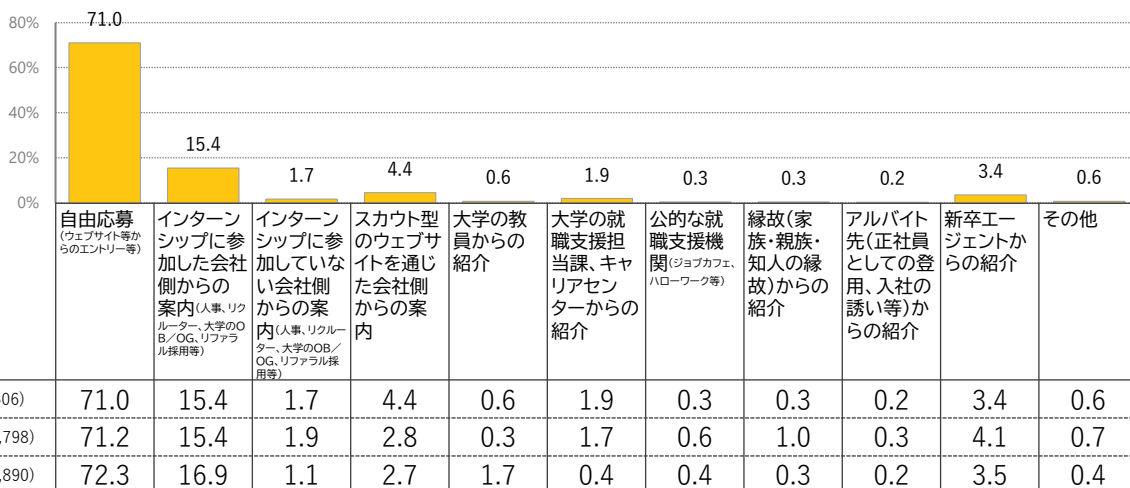 80%
60%
40%
20%
0%
71.0
15.4
1.7
4.4
0.6
1.9
0.3
0.3
0.2
3.4
0.6
自由応募
(ウェブサイト等か
らのエントリー等)
インターン
シップに参
加した会社
側からの
案内(人事、リク
ルーター、大学のO
B/OG、リファラ
ル採用等)
インターン
シップに参
加していな
い会社側
からの案
内(人事、リクルー
ター、大学のOB/
OG、リファラル採
用等)
スカウト型
のウェブサ
イトを通じ
た会社側
からの案
内
大学の教
員からの
紹介
大学の就
職支援担
当課、キャ
リアセン
ターからの
紹介
公的な就
職支援機
関(ジョブカフェ、
ハローワーク等)
縁故(家
族・親族・
知人の縁
故)からの
紹介
アルバイト
先(正社員
としての登
用、入社の
誘い等)か
らの紹介
新卒エー
ジェントか
らの紹介
その他
06) 71.0 15.4 1.7 4.4 0.6 1.9 0.3 0.3 0.2 3.4 0.6
,798) 71.2 15.4 1.9 2.8 0.3 1.7 0.6 1.0 0.3 4.1 0.7
,890) 72.3 16.9 1.1 2.7 1.7 0.4 0.4 0.3 0.2 3.5 0.4